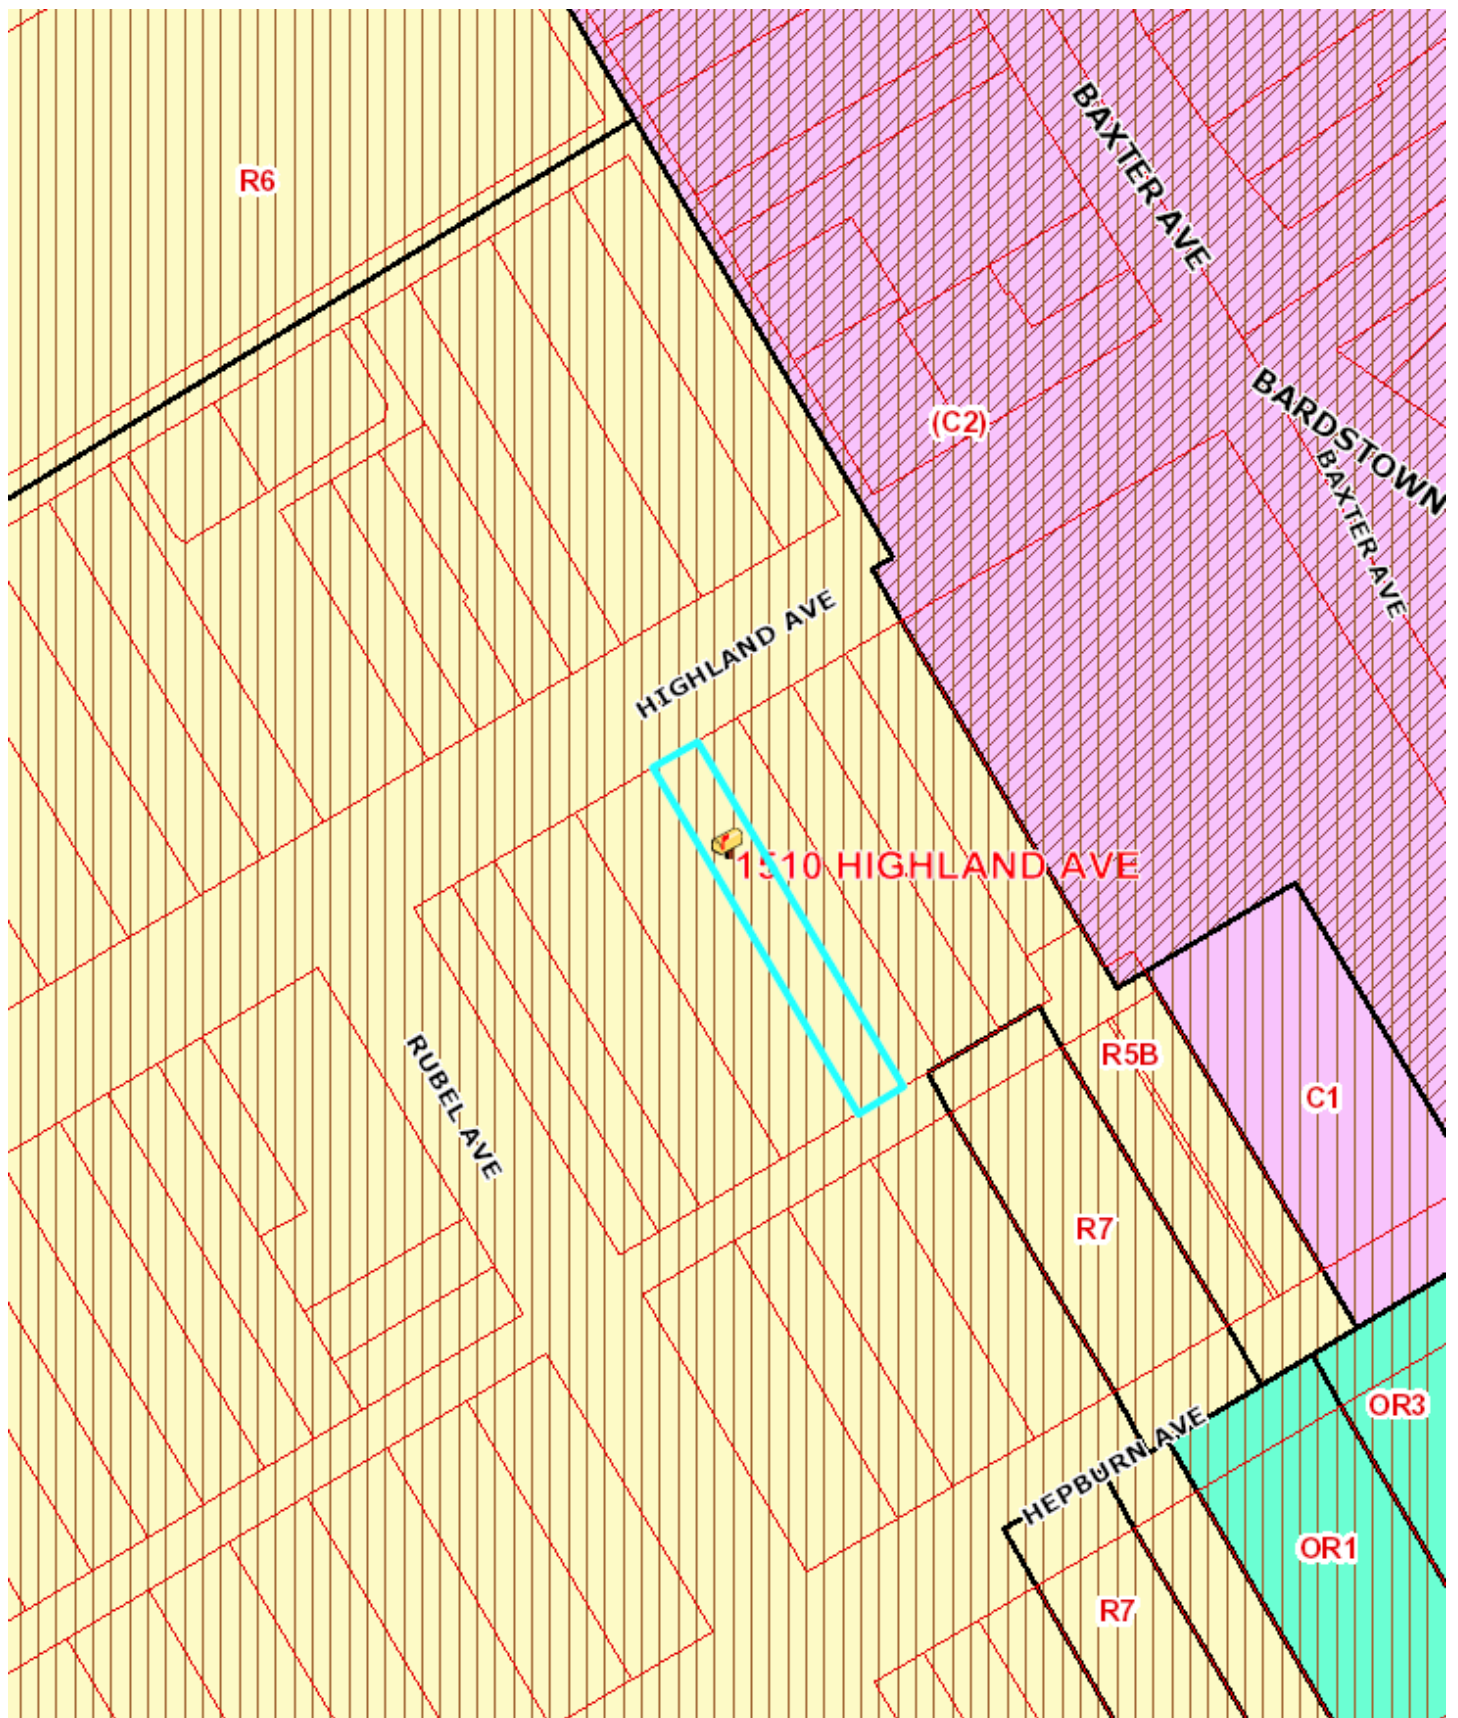 BAXTER AVE
R6
BARDSTOWN
(C2)
BAXTER AVE
HIGHLAND AVE
1510 HIGHLAND AVE
R5B
RUBEL AVE
C1
R7
OR3
HEPBURN AVE
OR1
R7